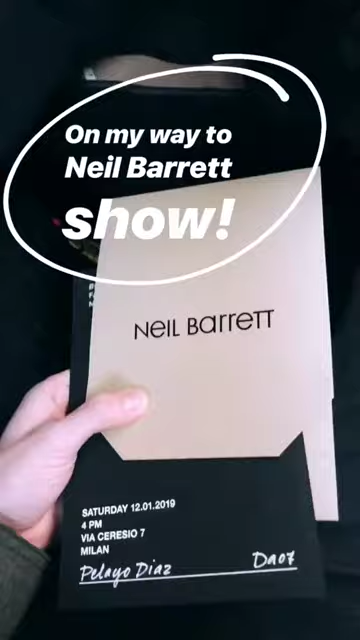 On my way to
Neil Barrett
show!
NEIL BarreTT
SATURDAY 12.01.2019
4 PM
VIA CERESIO 7
MILAN
Pelayo Diaz Da07